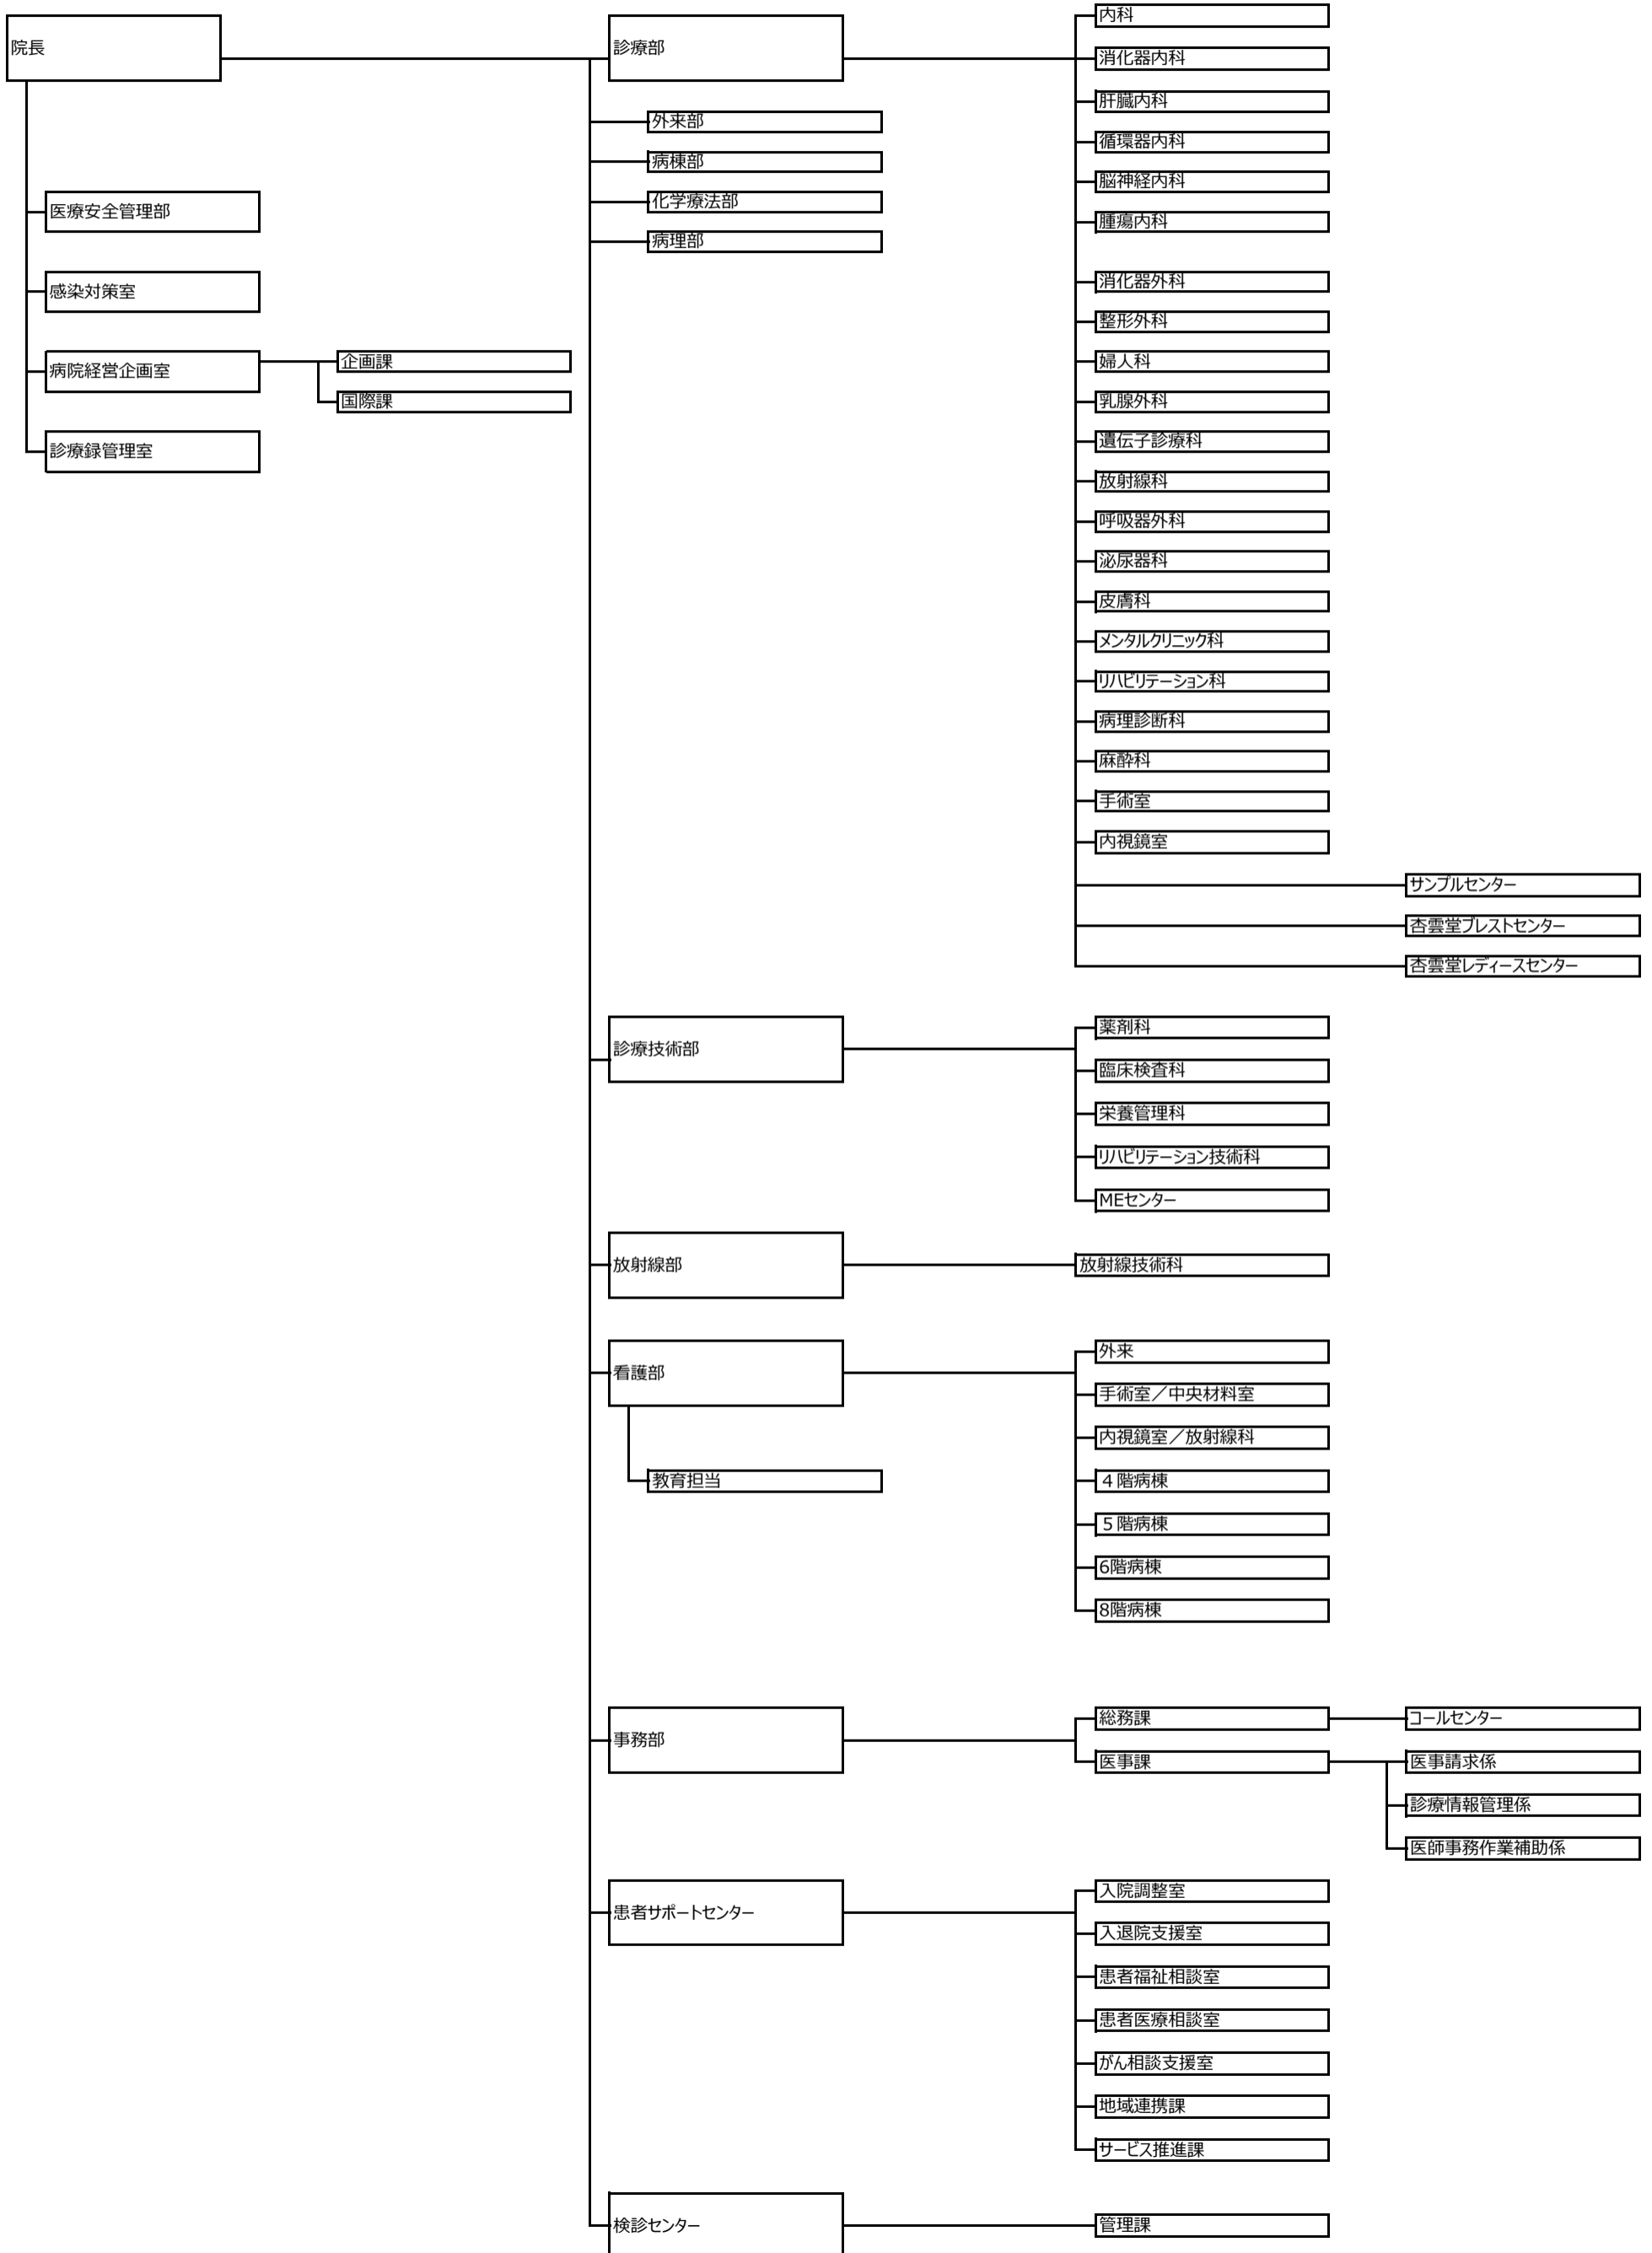 院長
医療安全管理部
感染対策室
病院経営企画室
企画課
国際課
診療録管理室
診療部
外来部
病棟部
化学療法部
病理部
内科
消化器内科
肝臓内科
循環器内科
脳神経内科
腫瘍内科
消化器外科
整形外科
婦人科
乳腺外科
遺伝子診療科
放射線科
呼吸器外科
泌尿器科
皮膚科
メンタルクリニック科
リハビリテーション科
病理診断科
麻酔科
手術室
内視鏡室
サンプルセンター
杏雲堂ブレストセンター
杏雲堂レディースセンター
診療技術部
薬剤科
臨床検査科
栄養管理科
リハビリテーション技術科
MEセンター
放射線部
放射線技術科
看護部
教育担当
外来
手術室／中央材料室
内視鏡室／放射線科
４階病棟
５階病棟
6階病棟
8階病棟
事務部
総務課
コールセンター
医事課
医事請求係
診療情報管理係
医師事務作業補助係
患者サポートセンター
入院調整室
入退院支援室
患者福祉相談室
患者医療相談室
がん相談支援室
地域連携課
サービス推進課
検診センター
管理課